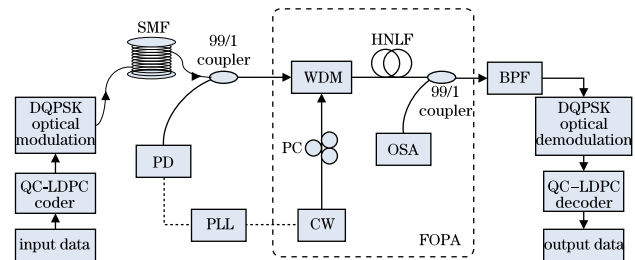 SMF
99/1
coupler
HNLF
WDM
99/1
coupler
BPF
DQPSK
optical
modulation
DQPSK
optical
demodulation
PD
PC
OSA
QC-LDPC
coder
QC–LDPC
decoder
PLL
CW
FOPA
input data
output data